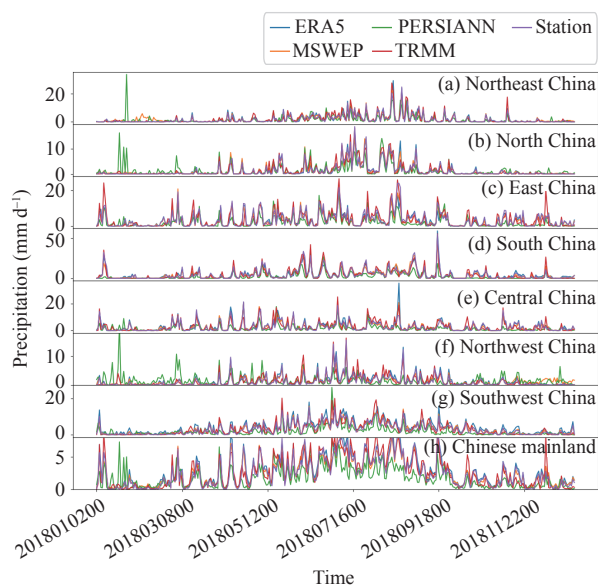 ERA5 PERSIANN Station
MSWEP TRMM
20
0
(a) Northeast China
10
0
(b) North China
20
0
(c) East China
50
0
(d) South China
20
0
(e) Central China
10
0
(f) Northwest China
20
0
(g) Southwest China
5
0
(h) Chinese mainland
Precipitation (mm d⁻¹)
2018010200 2018030800 2018051200 2018071600 2018091800 2018112200
Time